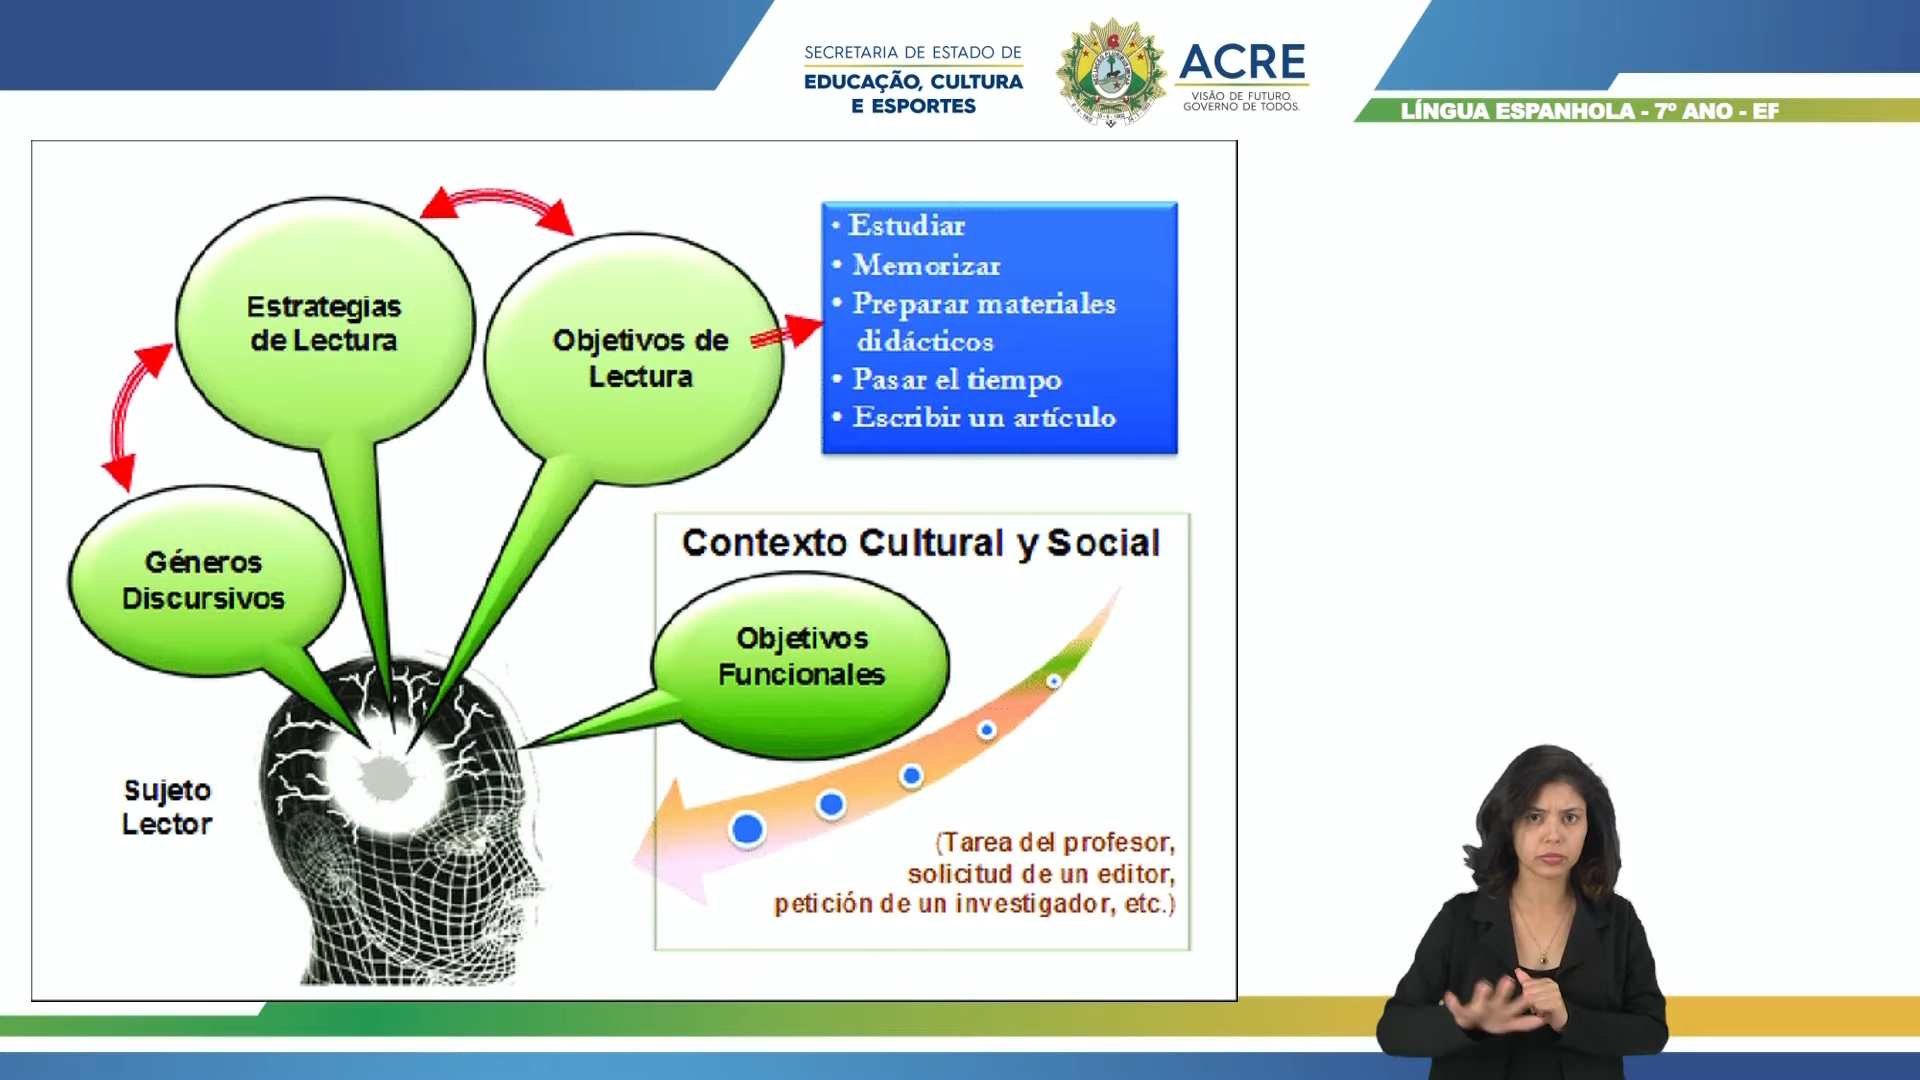 SECRETARIA DE ESTADO DE
EDUCAÇÃO, CULTURA
E ESPORTES
ACRE
VISÃO DE FUTURO.
GOVERNO DE TODOS.
LÍNGUA ESPANHOLA - 7º ANO - EF
Estrategias
de Lectura
Objetivos de
Lectura
• Estudiar
• Memorizar
• Preparar materiales
didácticos
• Pasar el tiempo
• Escribir un artículo
Géneros
Discursivos
Contexto Cultural y Social
Objetivos
Funcionales
Sujeto
Lector
(Tarea del profesor,
solicitud de un editor,
petición de un investigador, etc.)